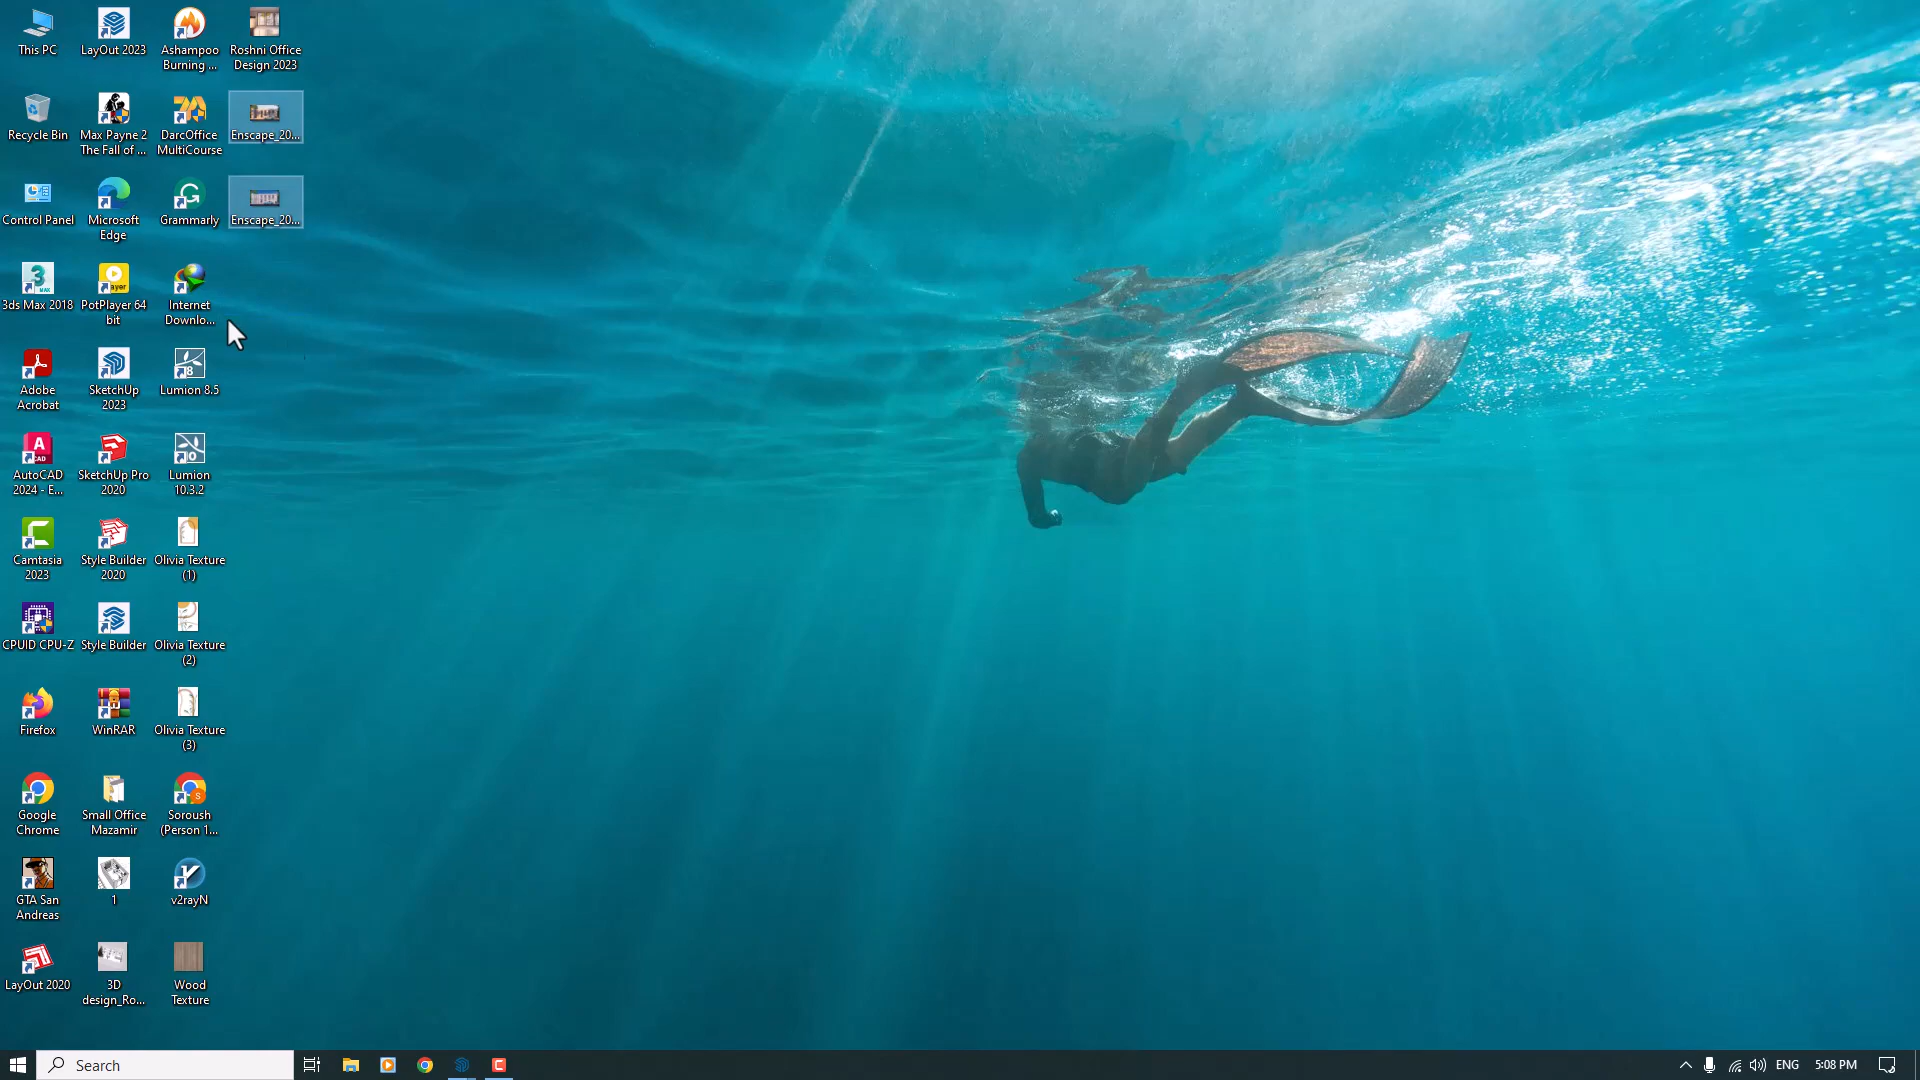 This PC
LayOut 2023
Ashampoo
Burning ...
Roshni Office
Design 2023
Recycle Bin
Max Payne 2
The Fall of ...
DarcOffice
MultiCourse
Enscape_20...
Control Panel
Microsoft
Edge
Grammarly
Enscape_20...
3ds Max 2018
PotPlayer 64
bit
Internet
Downlo...
Adobe
Acrobat
SketchUp
2023
Lumion 8.5
AutoCAD
2024 - E...
SketchUp Pro
2020
Lumion
10.3.2
Camtasia
2023
Style Builder
2020
Olivia Texture
(1)
CPUID CPU-Z
Style Builder
Olivia Texture
(2)
Firefox
WinRAR
Olivia Texture
(3)
Google
Chrome
Small Office
Mazamir
Soroush
(Person 1...
GTA San
Andreas
1
v2rayN
LayOut 2020
3D
design_Ro...
Wood
Texture
Search
ENG
5:08 PM